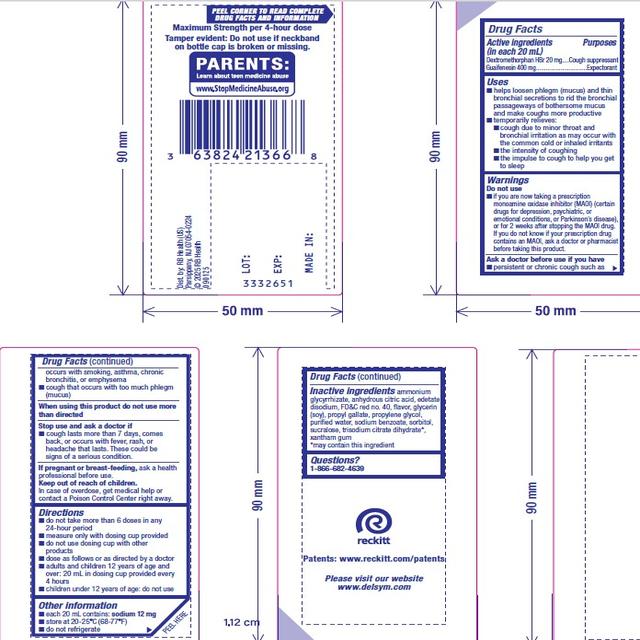 PEEL CORNER TO READ COMPLETE
DRUG FACTS AND INFORMATION
Maximum Strength per 4-hour dose
Tamper evident: Do not use if neckband
on bottle cap is broken or missing.
PARENTS:
Learn about teen medicine abuse
www.StopMedicineAbuse.org
3 63824 21366 8
Dist. by: RB Health (US)
Parsippany, NJ 07054-0224
© 2025 RB Health
090125
LOT:
EXP:
MADE IN:
3332651
90 mm
50 mm
90 mm
Drug Facts
Active ingredients Purposes
(in each 20 mL)
Dextromethorphan HBr 20 mg....Cough suppressant
Guaifenesin 400 mg..............................Expectorant
Uses
■ helps loosen phlegm (mucus) and thin
bronchial secretions to rid the bronchial
passageways of bothersome mucus
and make coughs more productive
■ temporarily relieves:
■ cough due to minor throat and
bronchial irritation as may occur with
the common cold or inhaled irritants
■ the intensity of coughing
■ the impulse to cough to help you get
to sleep
Warnings
Do not use
■ if you are now taking a prescription
monoamine oxidase inhibitor (MAOI) (certain
drugs for depression, psychiatric, or
emotional conditions, or Parkinson's disease),
or for 2 weeks after stopping the MAOI drug.
If you do not know if your prescription drug
contains an MAOI, ask a doctor or pharmacist
before taking this product.
Ask a doctor before use if you have
■ persistent or chronic cough such as
50 mm
Drug Facts (continued)
occurs with smoking, asthma, chronic
bronchitis, or emphysema
■ cough that occurs with too much phlegm
(mucus)
When using this product do not use more
than directed
Stop use and ask a doctor if
■ cough lasts more than 7 days, comes
back, or occurs with fever, rash, or
headache that lasts. These could be
signs of a serious condition.
If pregnant or breast-feeding, ask a health
professional before use.
Keep out of reach of children.
In case of overdose, get medical help or
contact a Poison Control Center right away.
Directions
■ do not take more than 6 doses in any
24-hour period
■ measure only with dosing cup provided
■ do not use dosing cup with other
products
■ dose as follows or as directed by a doctor
■ adults and children 12 years of age and
over: 20 mL in dosing cup provided every
4 hours
■ children under 12 years of age: do not use
Other information
■ each 20 mL contains: sodium 12 mg
■ store at 20-25°C (68-77°F)
■ do not refrigerate
PEEL HERE
90 mm
1,12 cm
Drug Facts (continued)
Inactive ingredients ammonium
glycyrrhizate, anhydrous citric acid, edetate
disodium, FD&C red no. 40, flavor, glycerin
(soy), propyl gallate, propylene glycol,
purified water, sodium benzoate, sorbitol,
sucralose, trisodium citrate dihydrate*,
xantham gum
*may contain this ingredient
Questions?
1-866-682-4639
reckitt
Patents: www.reckitt.com/patents
Please visit our website
www.delsym.com
90 mm